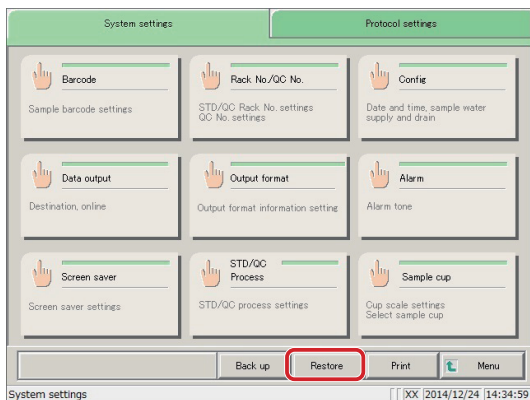 System settings
Protocol settings
Barcode
Sample barcode settings
Rack No./QC No.
STD/QC Rack No. settings
QC No. settings
Config
Date and time, sample water
supply and drain
Data output
Destination, online
Output format
Output format information setting
Alarm
Alarm tone
Screen saver
Screen saver settings
STD/QC
Process
STD/QC process settings
Sample cup
Cup scale settings
Select sample cup
Back up
Restore
Print
Menu
System settings
XX 2014/12/24 14:34:59